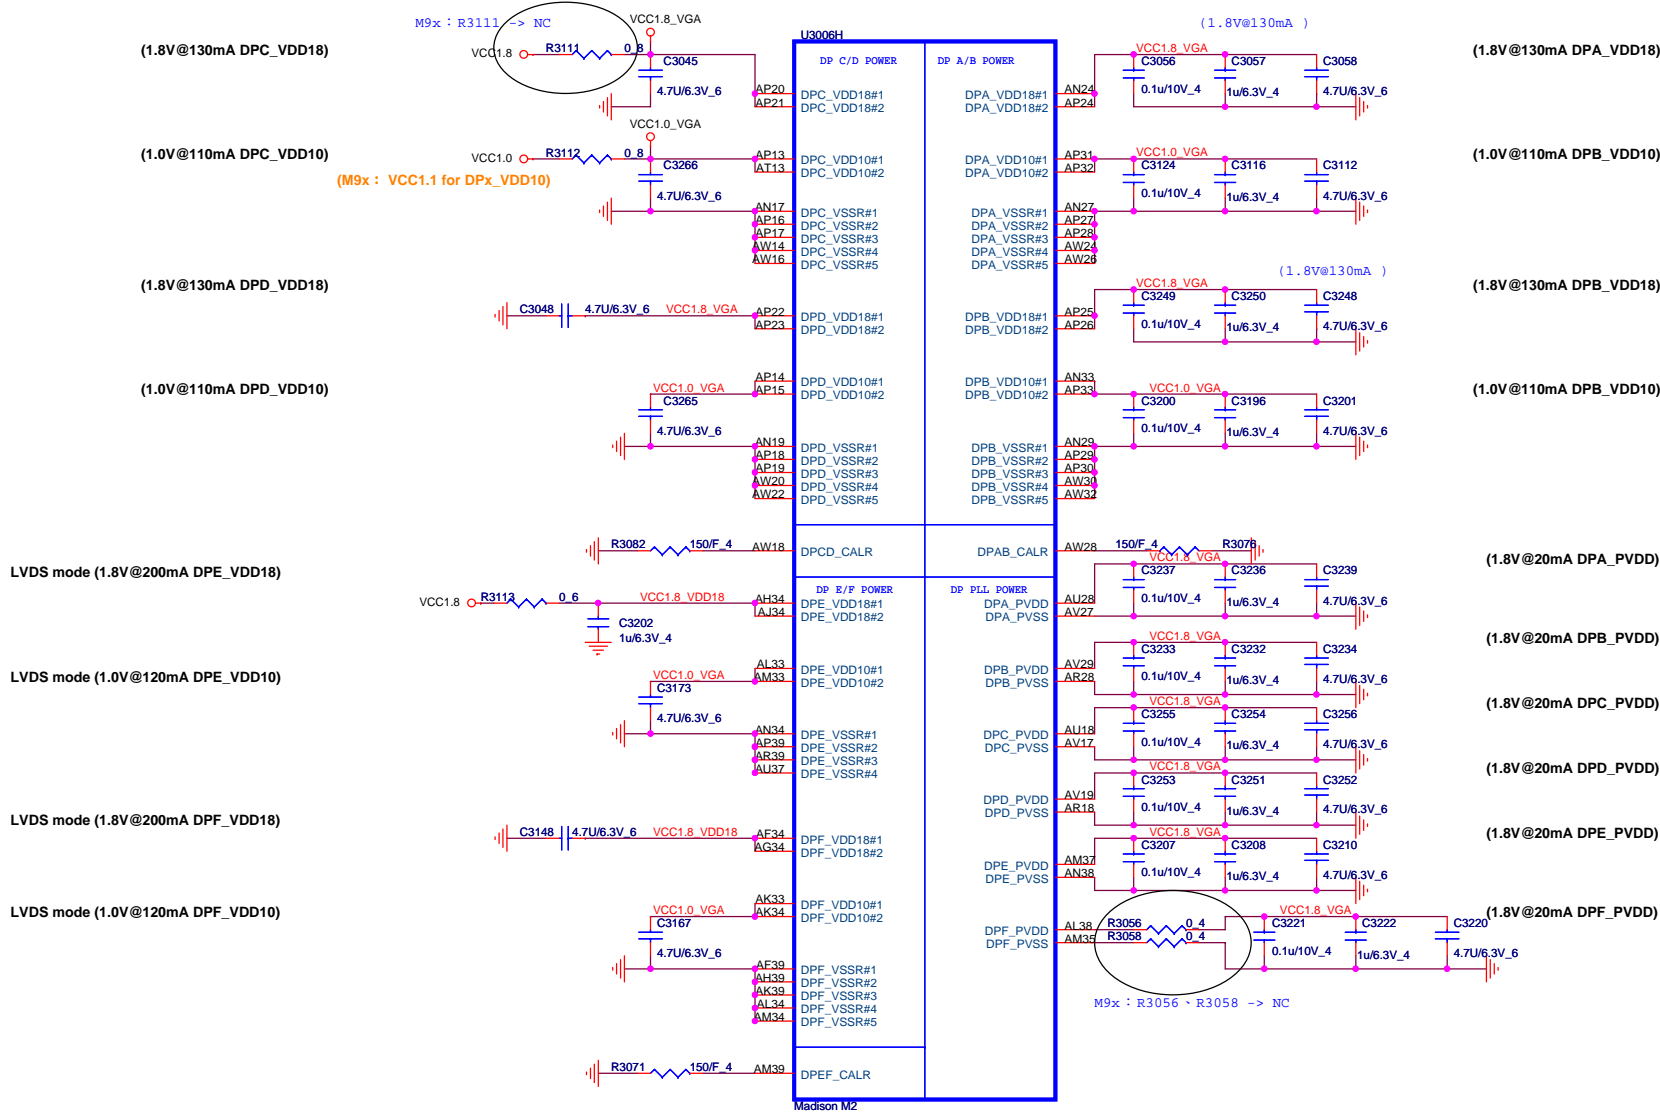 M9x：R3111 -> NC
VCC1.8_VGA
(1.8V@130mA )
U3006H
(1.8V@130mA DPC_VDD18)
VCC1.8
R3111
0_8
C3045
4.7U/6.3V_6
DP C/D POWER
DP A/B POWER
VCC1.8_VGA
C3056
C3057
C3058
0.1u/10V_4
1u/6.3V_4
4.7U/6.3V_6
(1.8V@130mA DPA_VDD18)
AP20
DPC_VDD18#1
DPA_VDD18#1
AN24
AP21
DPC_VDD18#2
DPA_VDD18#2
AP24
VCC1.0_VGA
(1.0V@110mA DPC_VDD10)
VCC1.0
R3112
0_8
C3266
4.7U/6.3V_6
(M9x： VCC1.1 for DPx_VDD10)
AP13
DPC_VDD10#1
DPA_VDD10#1
AP31
AT13
DPC_VDD10#2
DPA_VDD10#2
AP32
VCC1.0_VGA
C3124
C3116
C3112
0.1u/10V_4
1u/6.3V_4
4.7U/6.3V_6
(1.0V@110mA DPB_VDD10)
AN17
DPC_VSSR#1
DPA_VSSR#1
AN27
AP16
DPC_VSSR#2
DPA_VSSR#2
AP27
AP17
DPC_VSSR#3
DPA_VSSR#3
AP28
AW14
DPC_VSSR#4
DPA_VSSR#4
AW24
AW16
DPC_VSSR#5
DPA_VSSR#5
AW26
(1.8V@130mA )
(1.8V@130mA DPD_VDD18)
C3048
4.7U/6.3V_6
VCC1.8_VGA
AP22
DPD_VDD18#1
DPB_VDD18#1
AP25
AP23
DPD_VDD18#2
DPB_VDD18#2
AP26
VCC1.8_VGA
C3249
C3250
C3248
0.1u/10V_4
1u/6.3V_4
4.7U/6.3V_6
(1.8V@130mA DPB_VDD18)
(1.0V@110mA DPD_VDD10)
VCC1.0_VGA
C3265
4.7U/6.3V_6
AP14
DPD_VDD10#1
DPB_VDD10#1
AN33
AP15
DPD_VDD10#2
DPB_VDD10#2
AP33
VCC1.0_VGA
C3200
C3196
C3201
0.1u/10V_4
1u/6.3V_4
4.7U/6.3V_6
(1.0V@110mA DPB_VDD10)
AN19
DPD_VSSR#1
DPB_VSSR#1
AN29
AP18
DPD_VSSR#2
DPB_VSSR#2
AP29
AP19
DPD_VSSR#3
DPB_VSSR#3
AP30
AW20
DPD_VSSR#4
DPB_VSSR#4
AW30
AW22
DPD_VSSR#5
DPB_VSSR#5
AW32
R3082
150/F_4
AW18
DPCD_CALR
DPAB_CALR
AW28
150/F_4
R3076
LVDS mode (1.8V@200mA DPE_VDD18)
VCC1.8
R3113
0_6
VCC1.8_VDD18
C3202
1u/6.3V_4
DP E/F POWER
DP PLL POWER
AH34
DPE_VDD18#1
DPA_PVDD
AU28
AJ34
DPE_VDD18#2
DPA_PVSS
AV27
VCC1.8_VGA
C3237
C3236
C3239
0.1u/10V_4
1u/6.3V_4
4.7U/6.3V_6
(1.8V@20mA DPA_PVDD)
LVDS mode (1.0V@120mA DPE_VDD10)
VCC1.0_VGA
C3173
4.7U/6.3V_6
AL33
DPE_VDD10#1
DPB_PVDD
AV29
AM33
DPE_VDD10#2
DPB_PVSS
AR28
VCC1.8_VGA
C3233
C3232
C3234
0.1u/10V_4
1u/6.3V_4
4.7U/6.3V_6
(1.8V@20mA DPB_PVDD)
AN34
DPE_VSSR#1
DPC_PVDD
AU18
AP39
DPE_VSSR#2
DPC_PVSS
AV17
AR39
DPE_VSSR#3
AU37
DPE_VSSR#4
VCC1.8_VGA
C3255
C3254
C3256
0.1u/10V_4
1u/6.3V_4
4.7U/6.3V_6
(1.8V@20mA DPC_PVDD)
DPD_PVDD
AV19
DPD_PVSS
AR18
VCC1.8_VGA
C3253
C3251
C3252
0.1u/10V_4
1u/6.3V_4
4.7U/6.3V_6
(1.8V@20mA DPD_PVDD)
LVDS mode (1.8V@200mA DPF_VDD18)
C3148
4.7U/6.3V_6
VCC1.8_VDD18
AF34
DPF_VDD18#1
AG34
DPF_VDD18#2
DPE_PVDD
AM37
DPE_PVSS
AN38
VCC1.8_VGA
C3207
C3208
C3210
0.1u/10V_4
1u/6.3V_4
4.7U/6.3V_6
(1.8V@20mA DPE_PVDD)
LVDS mode (1.0V@120mA DPF_VDD10)
VCC1.0_VGA
C3167
4.7U/6.3V_6
AK33
DPF_VDD10#1
AK34
DPF_VDD10#2
DPF_PVDD
AL38
R3056
0_4
DPF_PVSS
AM35
R3058
0_4
VCC1.8_VGA
C3221
C3222
C3220
0.1u/10V_4
1u/6.3V_4
4.7U/6.3V_6
(1.8V@20mA DPF_PVDD)
AF39
DPF_VSSR#1
AH39
DPF_VSSR#2
AK39
DPF_VSSR#3
AL34
DPF_VSSR#4
AM34
DPF_VSSR#5
M9x：R3056、R3058 -> NC
R3071
150/F_4
AM39
DPEF_CALR
Madison M2